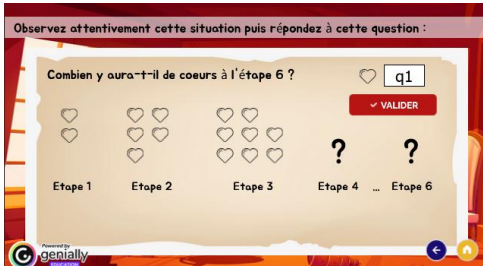 Observez attentivement cette situation puis répondez à cette question :
Combien y aura-t-il de coeurs à l'étape 6 ?
q1
VALIDER
? ?
Etape 1 Etape 2 Etape 3 Etape 4 ... Etape 6
Powered by
genially
EDUCATION